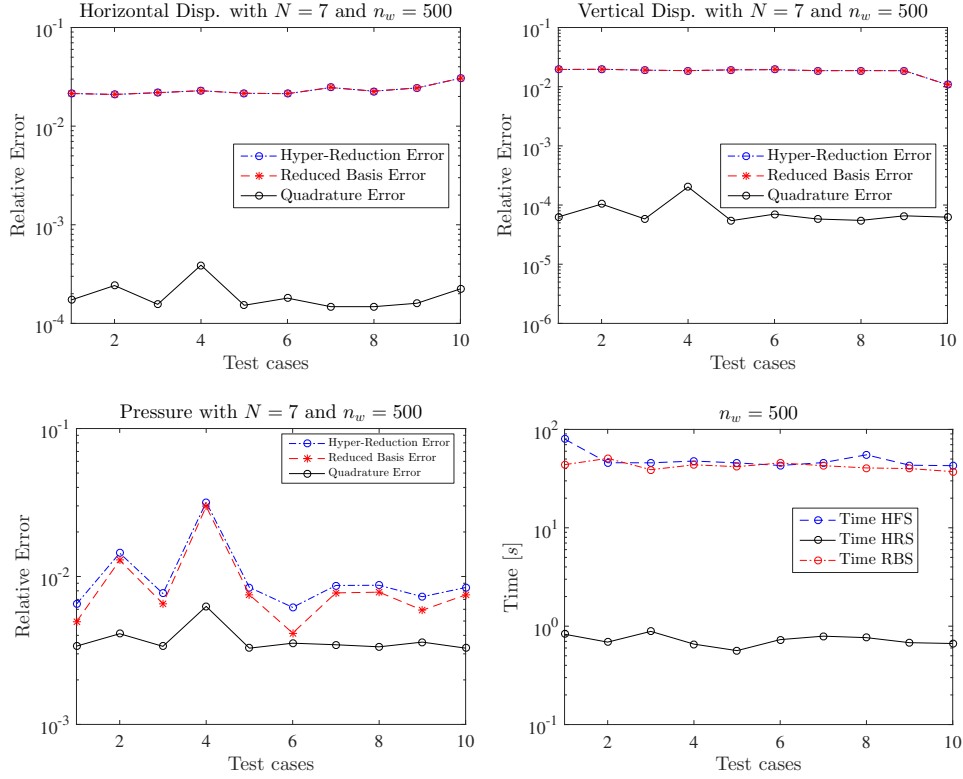 Horizontal Disp. with N = 7 and n_w = 500
10^-1
10^-2
10^-3
10^-4
Relative Error
Hyper-Reduction Error
Reduced Basis Error
Quadrature Error
2 4 6 8 10
Test cases
Vertical Disp. with N = 7 and n_w = 500
10^-1
10^-2
10^-3
10^-4
10^-5
10^-6
Relative Error
Hyper-Reduction Error
Reduced Basis Error
Quadrature Error
2 4 6 8 10
Test cases
Pressure with N = 7 and n_w = 500
10^-1
10^-2
10^-3
Relative Error
Hyper-Reduction Error
Reduced Basis Error
Quadrature Error
2 4 6 8 10
Test cases
n_w = 500
10^2
10^1
10^0
10^-1
Time [s]
Time HFS
Time HRS
Time RBS
2 4 6 8 10
Test cases